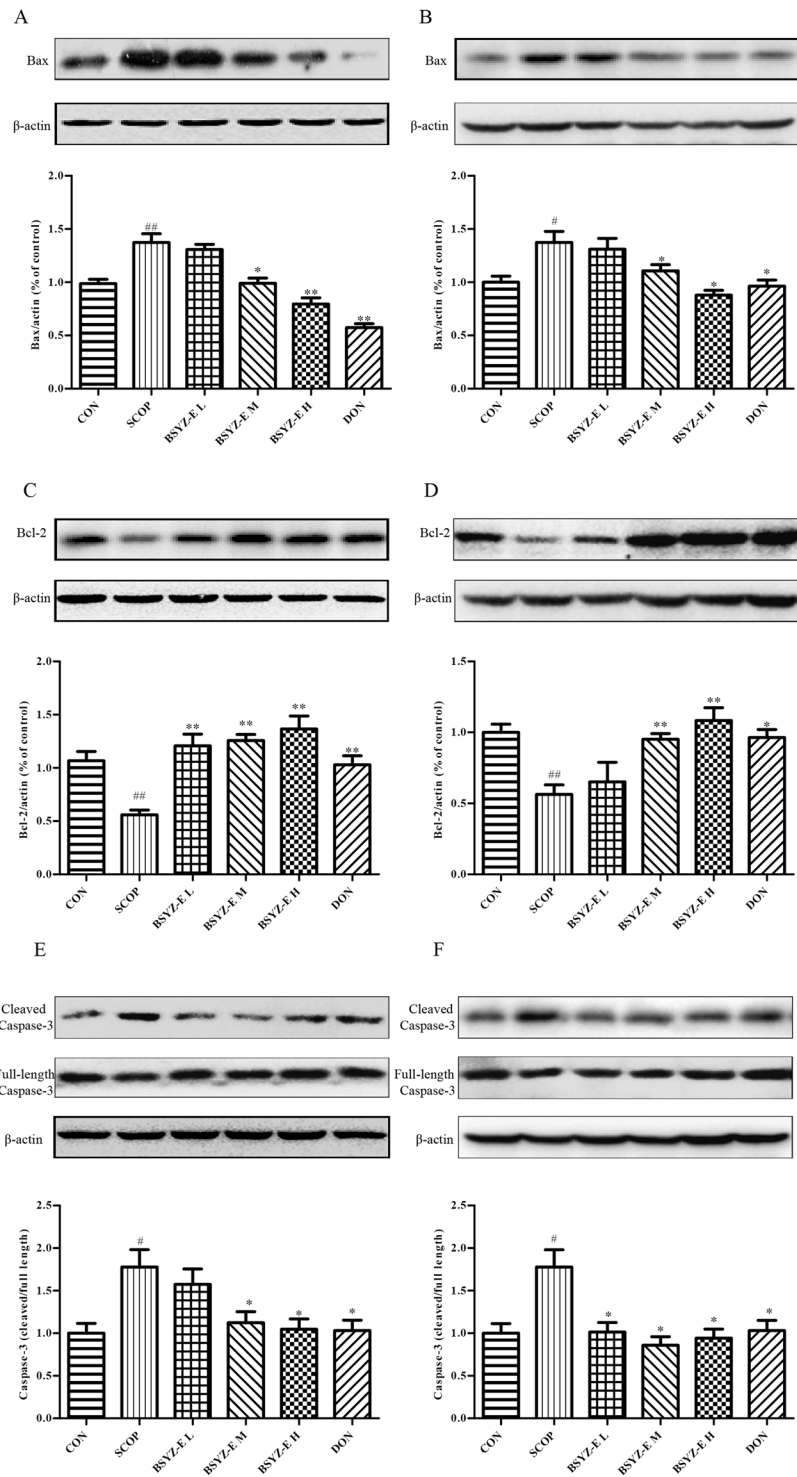 A
Bax
β-actin
Bax/actin (% of control)
2.0
1.5
1.0
0.5
0.0
##
*
**
**
CON
SCOP
BSYZ-E L
BSYZ-E M
BSYZ-E H
DON
B
Bax
β-actin
Bax/actin (% of control)
2.0
1.5
1.0
0.5
0.0
#
*
*
*
CON
SCOP
BSYZ-E L
BSYZ-E M
BSYZ-E H
DON
C
Bcl-2
β-actin
Bcl-2/actin (% of control)
2.0
1.5
1.0
0.5
0.0
##
**
**
**
**
CON
SCOP
BSYZ-E L
BSYZ-E M
BSYZ-E H
DON
D
Bcl-2
β-actin
Bcl-2/actin (% of control)
1.5
1.0
0.5
0.0
##
**
**
*
CON
SCOP
BSYZ-E L
BSYZ-E M
BSYZ-E H
DON
E
Cleaved
Caspase-3
Full-length
Caspase-3
β-actin
Caspase-3 (cleaved/full length)
2.5
2.0
1.5
1.0
0.5
0.0
#
*
*
*
CON
SCOP
BSYZ-E L
BSYZ-E M
BSYZ-E H
DON
F
Cleaved
Caspase-3
Full-length
Caspase-3
β-actin
Caspase-3 (cleaved/full length)
2.5
2.0
1.5
1.0
0.5
0.0
#
*
*
*
*
CON
SCOP
BSYZ-E L
BSYZ-E M
BSYZ-E H
DON